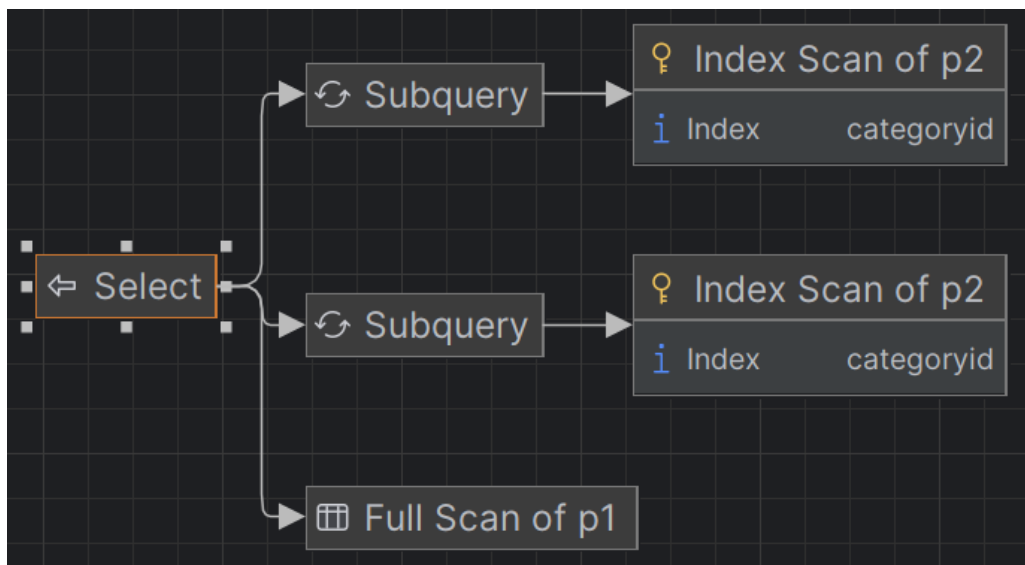 Index Scan of p2
Subquery
i Index categoryid
Select
Index Scan of p2
Subquery
i Index categoryid
Full Scan of p1